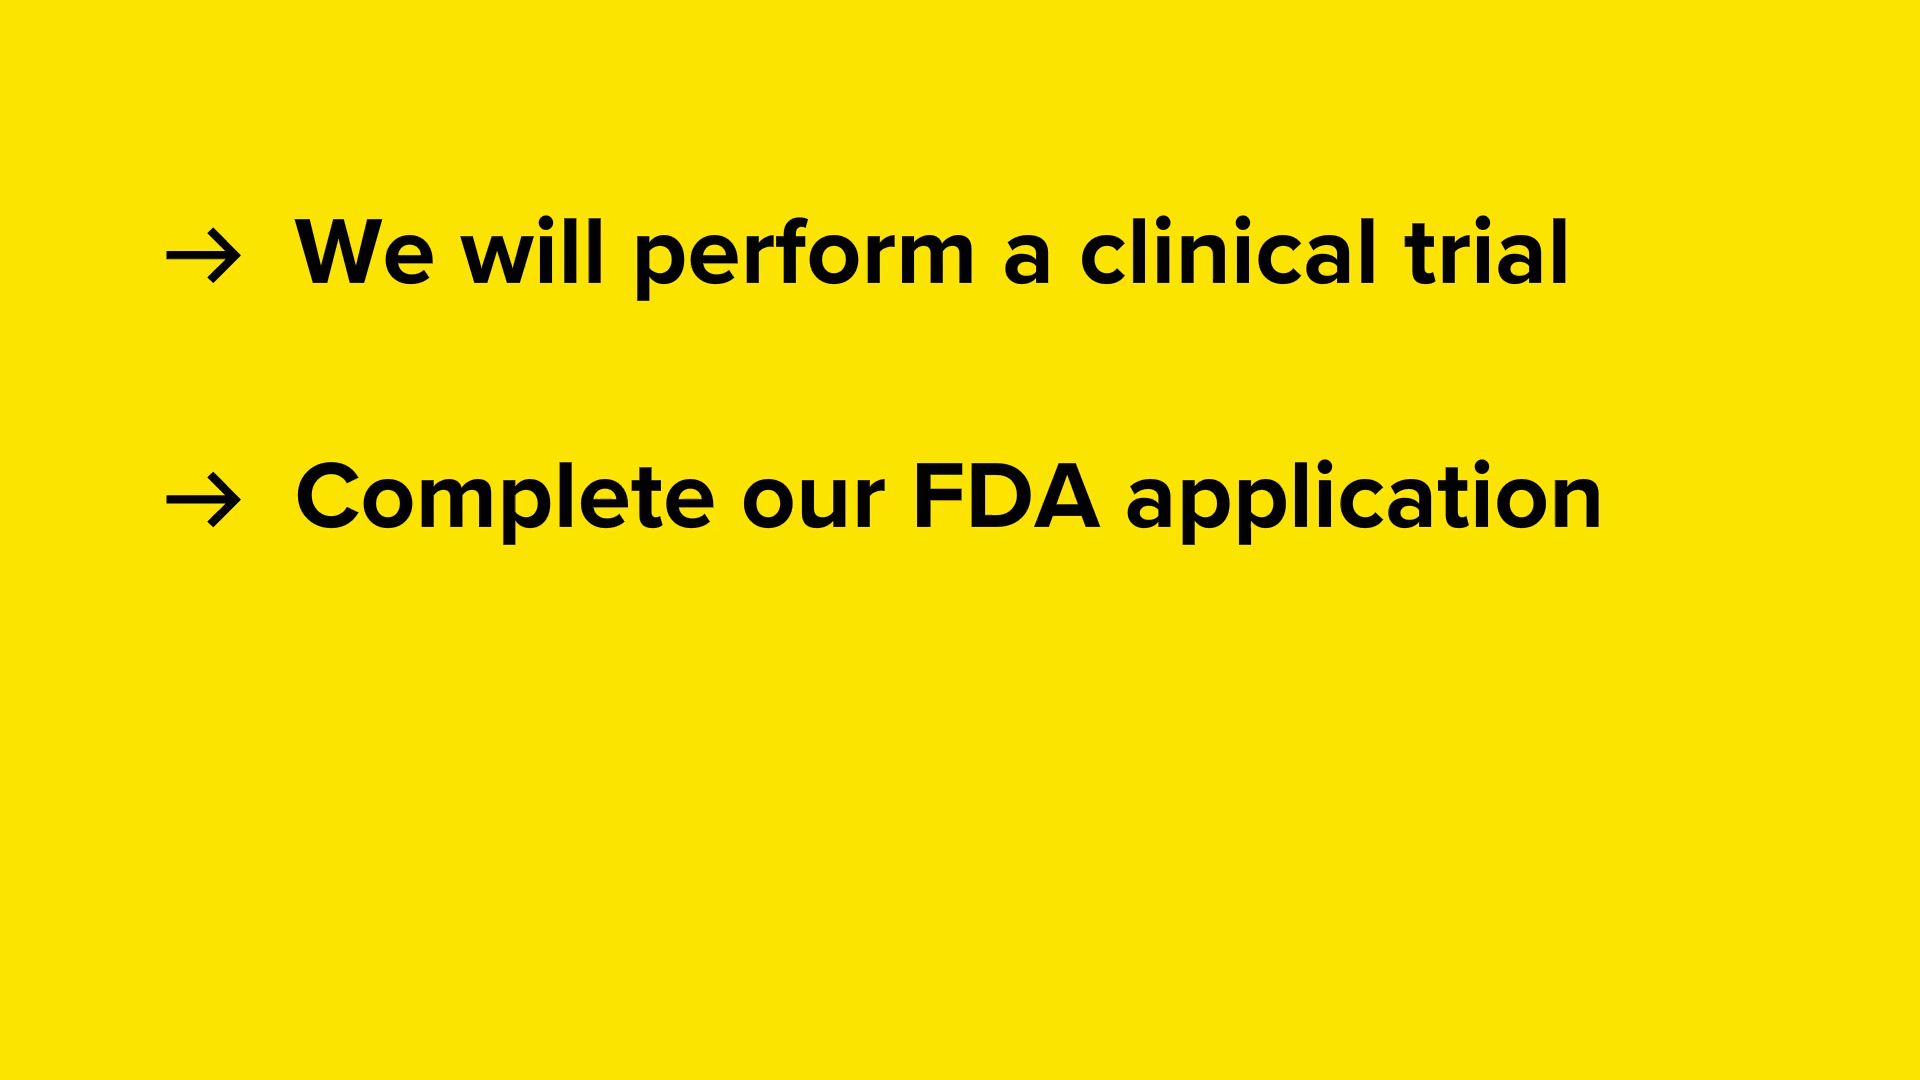 → We will perform a clinical trial
→ Complete our FDA application